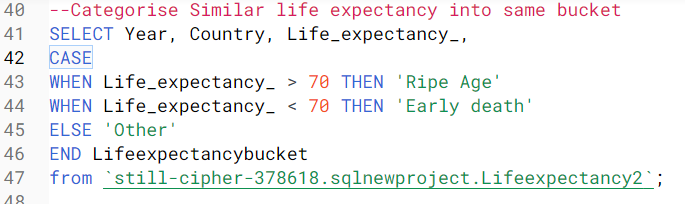 40 --Categorise Similar life expectancy into same bucket
41 SELECT Year, Country, Life_expectancy_,
42 CASE
43 WHEN Life_expectancy_ > 70 THEN 'Ripe Age'
44 WHEN Life_expectancy_ < 70 THEN 'Early death'
45 ELSE 'Other'
46 END Lifeexpectancybucket
47 from `still-cipher-378618.sqlnewproject.Lifeexpectancy2`;
48